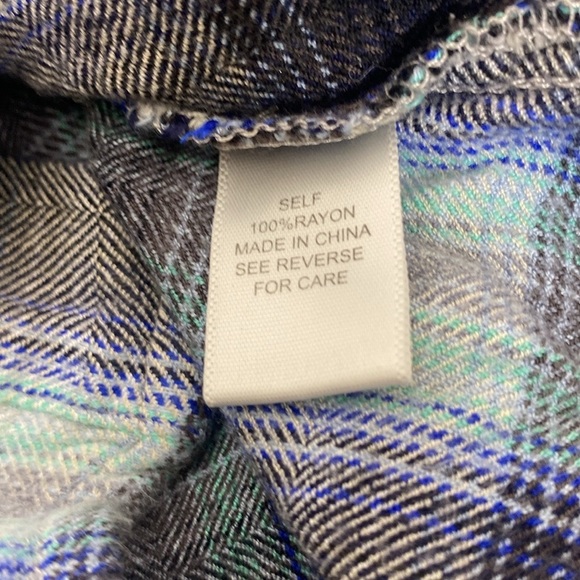 SELF
100%RAYON
MADE IN CHINA
SEE REVERSE
FOR CARE